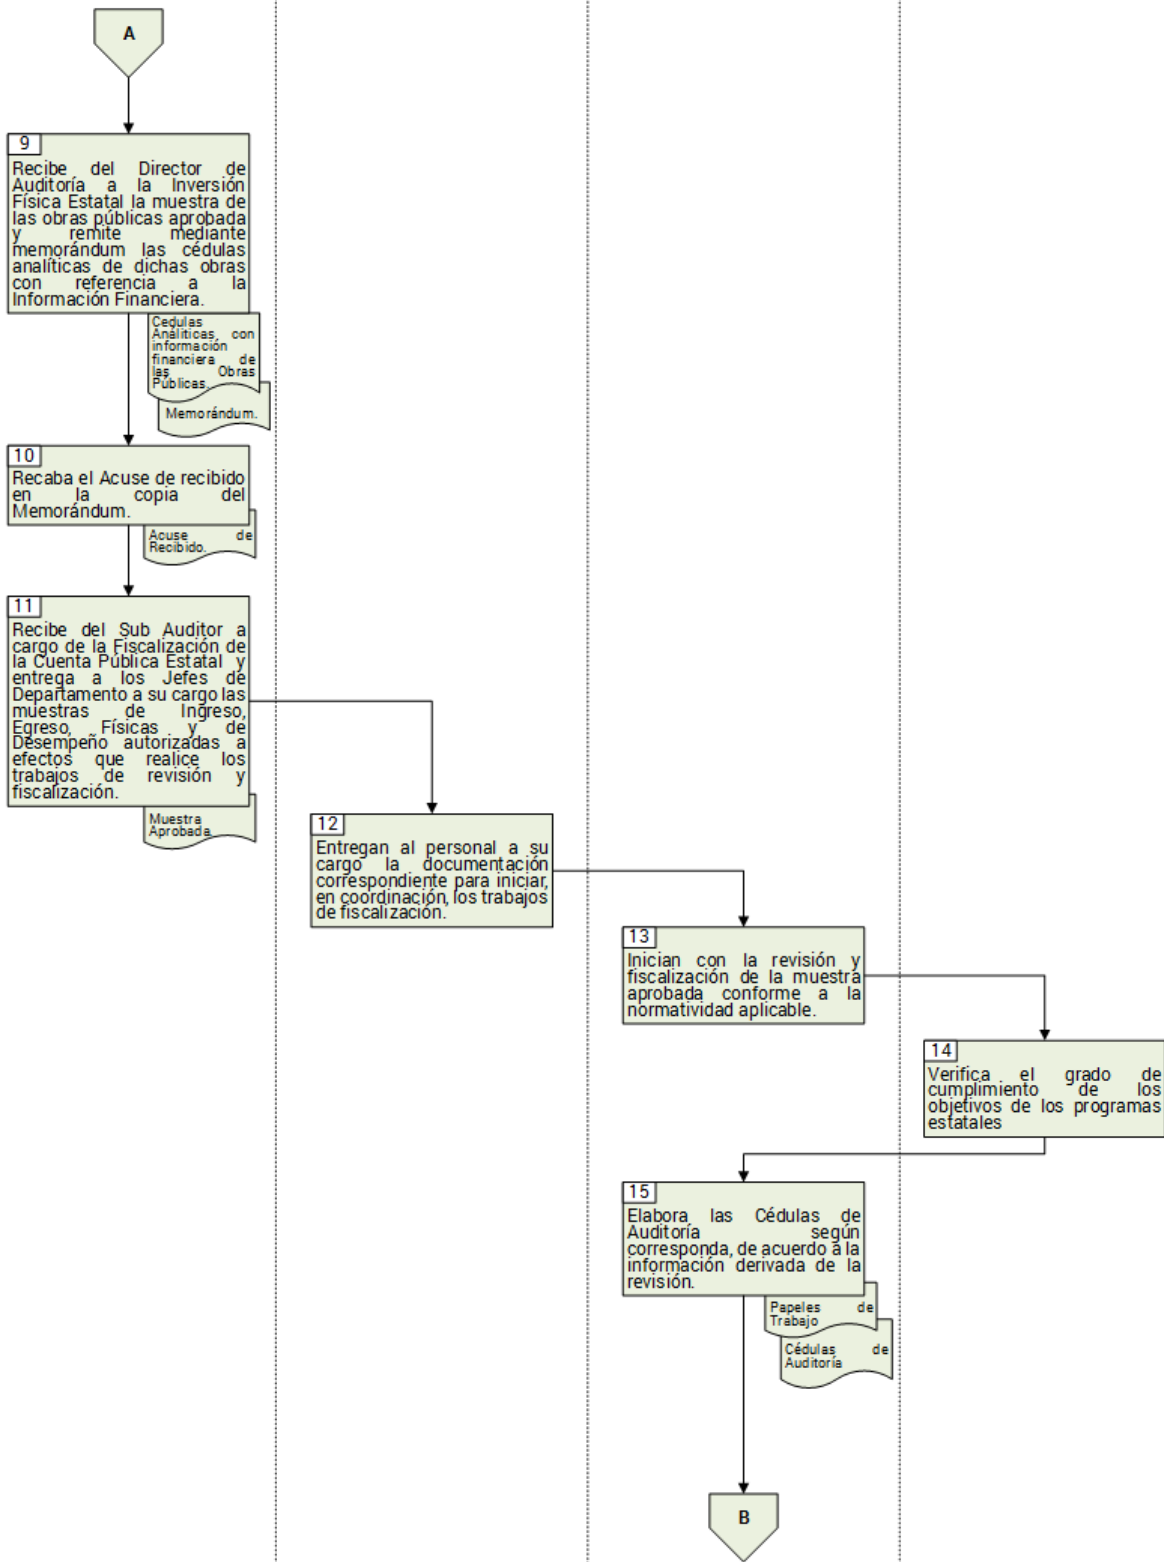 A
9
Recibe del Director de
Auditoría a la Inversión
Física Estatal la muestra de
las obras públicas aprobada
y remite mediante
memorándum las cédulas
analíticas de dichas obras
con referencia a la
Información Financiera.
Cedulas
Análiticas, con
información
financiera de
las Obras
Públicas.
Memorándum.
10
Recaba el Acuse de recibido
en la copia del
Memorándum.
Acuse de
Recibido.
11
Recibe del Sub Auditor a
cargo de la Fiscalización de
la Cuenta Pública Estatal y
entrega a los Jefes de
Departamento a su cargo las
muestras de Ingreso,
Egreso, Físicas y de
Desempeño autorizadas a
efectos que realice los
trabajos de revisión y
fiscalización.
Muestra
Aprobada
12
Entregan al personal a su
cargo la documentación
correspondiente para iniciar,
en coordinación, los trabajos
de fiscalización.
13
Inician con la revisión y
fiscalización de la muestra
aprobada conforme a la
normatividad aplicable.
14
Verifica el grado de
cumplimiento de los
objetivos de los programas
estatales
15
Elabora las Cédulas de
Auditoría según
corresponda, de acuerdo a la
información derivada de la
revisión.
Papeles de
Trabajo
Cédulas de
Auditoría
B